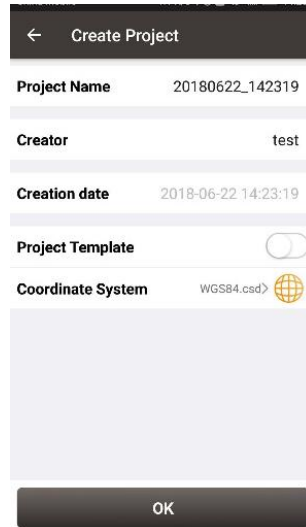 Create Project
Project Name 20180622_142319
Creator test
Creation date 2018-06-22 14:23:19
Project Template
Coordinate System WGS84.csd>
OK